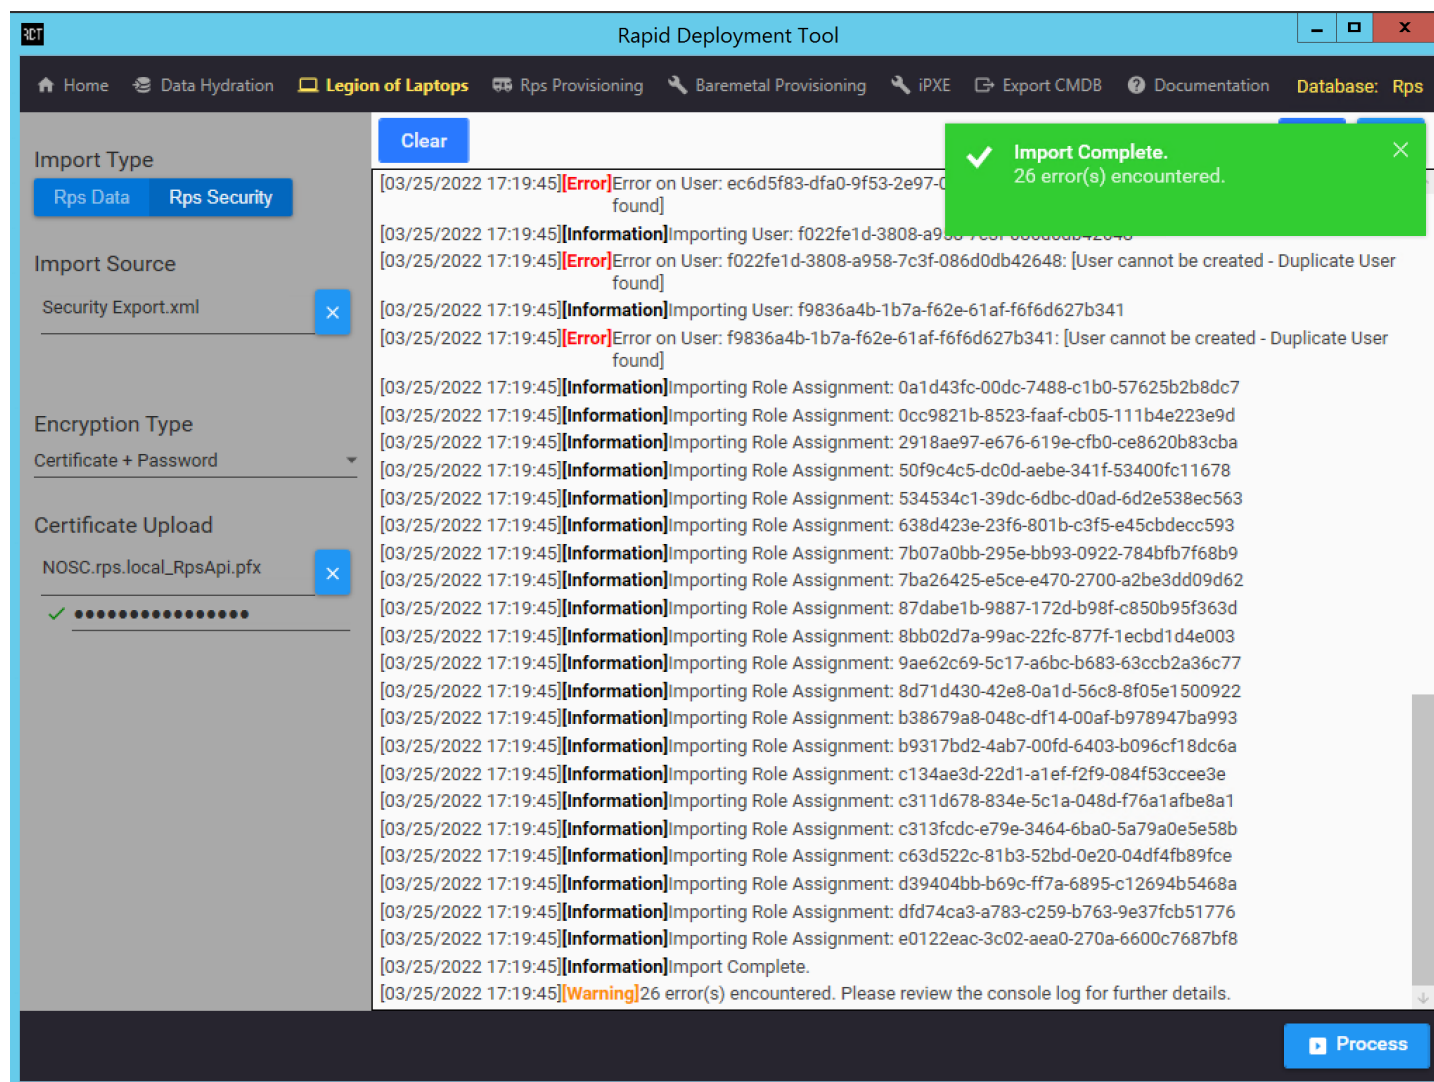 RCT
Rapid Deployment Tool
Home Data Hydration Legion of Laptops Rps Provisioning Baremetal Provisioning iPXE Export CMDB Documentation Database: Rps
Import Type
Rps Data Rps Security
Import Source
Security Export.xml
Encryption Type
Certificate + Password
Certificate Upload
NOSC.rps.local_RpsApi.pfx
Clear
Import Complete.
26 error(s) encountered.
[03/25/2022 17:19:45][Error]Error on User: ec6d5f83-dfa0-9f53-2e97-
found]
[03/25/2022 17:19:45][Information]Importing User: f022fe1d-3808-a958-7c3f-086d0db42648
[03/25/2022 17:19:45][Error]Error on User: f022fe1d-3808-a958-7c3f-086d0db42648: [User cannot be created - Duplicate User
found]
[03/25/2022 17:19:45][Information]Importing User: f9836a4b-1b7a-f62e-61af-f6f6d627b341
[03/25/2022 17:19:45][Error]Error on User: f9836a4b-1b7a-f62e-61af-f6f6d627b341: [User cannot be created - Duplicate User
found]
[03/25/2022 17:19:45][Information]Importing Role Assignment: 0a1d43fc-00dc-7488-c1b0-57625b2b8dc7
[03/25/2022 17:19:45][Information]Importing Role Assignment: 0cc9821b-8523-faaf-cb05-111b4e223e9d
[03/25/2022 17:19:45][Information]Importing Role Assignment: 2918ae97-e676-619e-cfb0-ce8620b83cba
[03/25/2022 17:19:45][Information]Importing Role Assignment: 50f9c4c5-dc0d-aebe-341f-53400fc11678
[03/25/2022 17:19:45][Information]Importing Role Assignment: 534534c1-39dc-6dbc-d0ad-6d2e538ec563
[03/25/2022 17:19:45][Information]Importing Role Assignment: 638d423e-23f6-801b-c3f5-e45cbdecc593
[03/25/2022 17:19:45][Information]Importing Role Assignment: 7b07a0bb-295e-bb93-0922-784bfb7f68b9
[03/25/2022 17:19:45][Information]Importing Role Assignment: 7ba26425-e5ce-e470-2700-a2be3dd09d62
[03/25/2022 17:19:45][Information]Importing Role Assignment: 87dabe1b-9887-172d-b98f-c850b95f363d
[03/25/2022 17:19:45][Information]Importing Role Assignment: 8bb02d7a-99ac-22fc-877f-1ecbd1d4e003
[03/25/2022 17:19:45][Information]Importing Role Assignment: 9ae62c69-5c17-a6bc-b683-63ccb2a36c77
[03/25/2022 17:19:45][Information]Importing Role Assignment: 8d71d430-42e8-0a1d-56c8-8f05e1500922
[03/25/2022 17:19:45][Information]Importing Role Assignment: b38679a8-048c-df14-00af-b978947ba993
[03/25/2022 17:19:45][Information]Importing Role Assignment: b9317bd2-4ab7-00fd-6403-b096cf18dc6a
[03/25/2022 17:19:45][Information]Importing Role Assignment: c134ae3d-22d1-a1ef-f2f9-084f53ccee3e
[03/25/2022 17:19:45][Information]Importing Role Assignment: c311d678-834e-5c1a-048d-f76a1afbe8a1
[03/25/2022 17:19:45][Information]Importing Role Assignment: c313fcdc-e79e-3464-6ba0-5a79a0e5e58b
[03/25/2022 17:19:45][Information]Importing Role Assignment: c63d522c-81b3-52bd-0e20-04df4fb89fce
[03/25/2022 17:19:45][Information]Importing Role Assignment: d39404bb-b69c-ff7a-6895-c12694b5468a
[03/25/2022 17:19:45][Information]Importing Role Assignment: dfd74ca3-a783-c259-b763-9e37fcb51776
[03/25/2022 17:19:45][Information]Importing Role Assignment: e0122eac-3c02-aea0-270a-6600c7687bf8
[03/25/2022 17:19:45][Information]Import Complete.
[03/25/2022 17:19:45][Warning]26 error(s) encountered. Please review the console log for further details.
Process